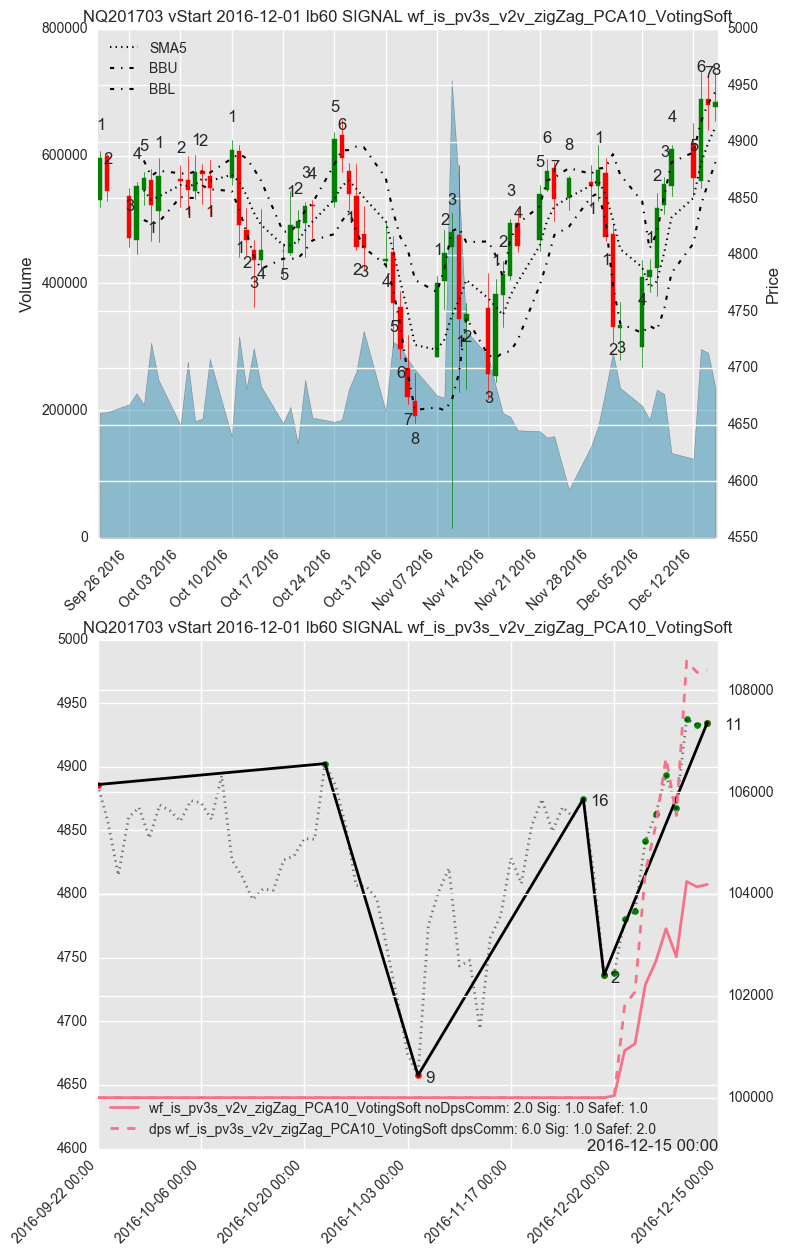 NQ201703 vStart 2016-12-01 lb60 SIGNAL wf_is_pv3s_v2v_zigZag_PCA10_VotingSoft
800000
600000
400000
200000
0
Volume
SMA5
BBU
BBL
5000
4950
4900
4850
4800
4750
4700
4650
4600
4550
Price
Sep 26 2016
Oct 03 2016
Oct 10 2016
Oct 17 2016
Oct 24 2016
Oct 31 2016
Nov 07 2016
Nov 14 2016
Nov 21 2016
Nov 28 2016
Dec 05 2016
Dec 12 2016
NQ201703 vStart 2016-12-01 lb60 SIGNAL wf_is_pv3s_v2v_zigZag_PCA10_VotingSoft
5000
4950
4900
4850
4800
4750
4700
4650
4600
108000
106000
104000
102000
100000
11
16
2
9
wf_is_pv3s_v2v_zigZag_PCA10_VotingSoft noDpsComm: 2.0 Sig: 1.0 Safef: 1.0
dps wf_is_pv3s_v2v_zigZag_PCA10_VotingSoft dpsComm: 6.0 Sig: 1.0 Safef: 2.0
2016-12-15 00:00
2016-09-22 00:00
2016-10-06 00:00
2016-10-20 00:00
2016-11-03 00:00
2016-11-17 00:00
2016-12-02 00:00
2016-12-15 00:00